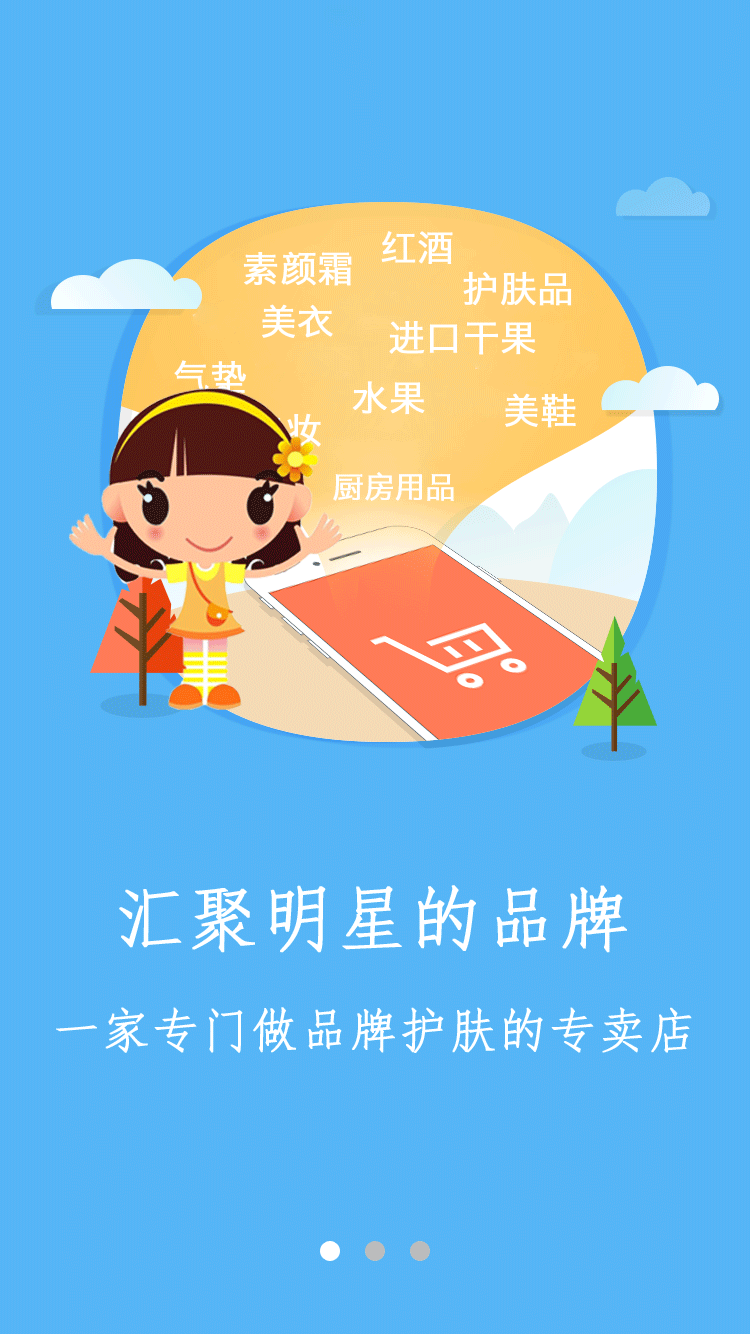 红酒
素颜霜
护肤品
美衣
进口干果
气垫
水果
美鞋
妆
厨房用品
汇聚明星的品牌
一家专门做品牌护肤的专卖店